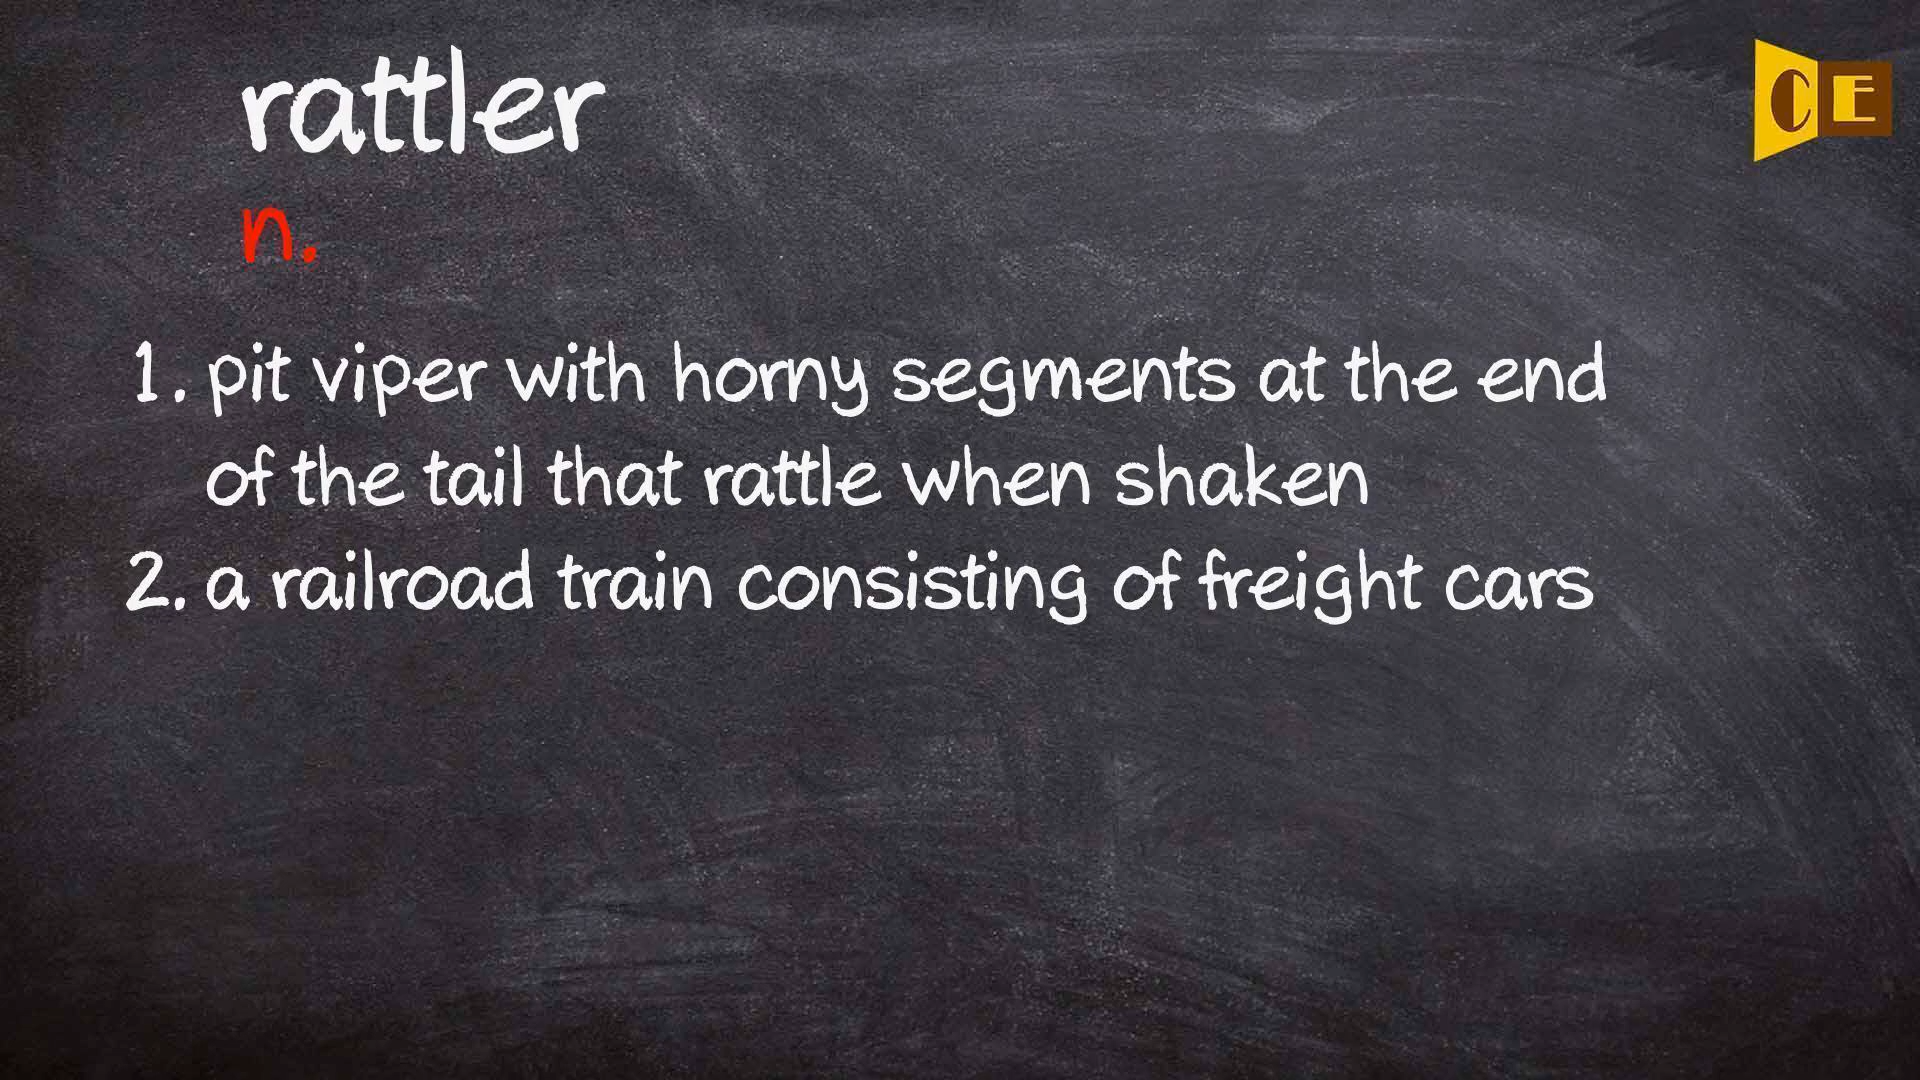 rattler
CE
n.
1. pit viper with horny segments at the end
of the tail that rattle when shaken
2. a railroad train consisting of freight cars